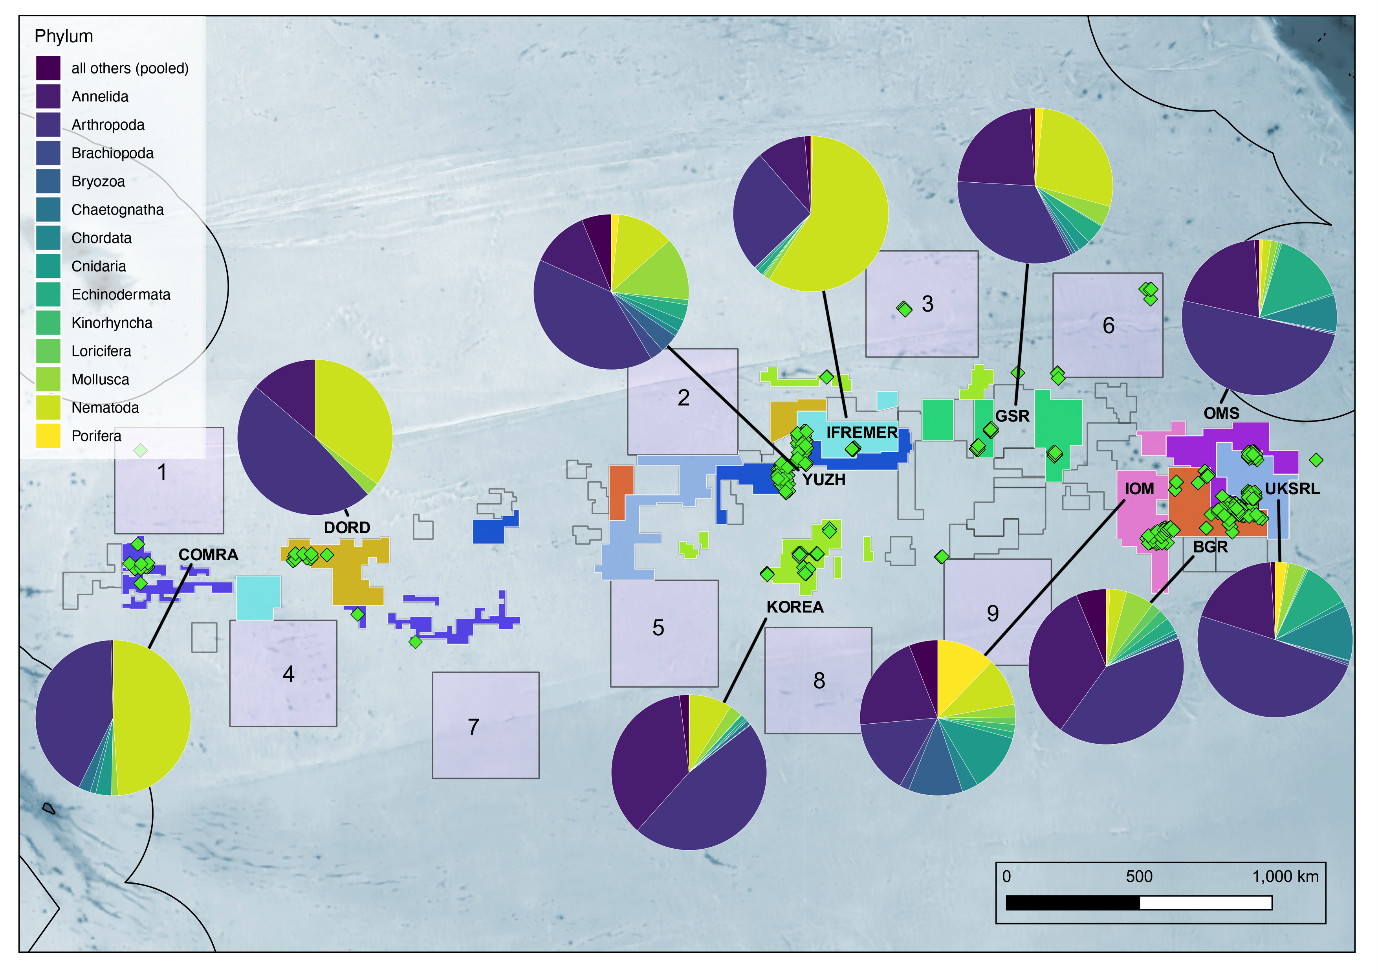 Phylum
all others (pooled)
Annelida
Arthropoda
Brachiopoda
Bryozoa
Chaetognatha
Chordata
Cnidaria
Echinodermata
Kinorhyncha
Loricifera
Mollusca
Nematoda
Porifera
3
6
2
GSR
OMS
IFREMER
1
YUZH
IOM
UKSRL
DORD
COMRA
BGR
KOREA
9
5
4
8
7
0 500 1,000 km